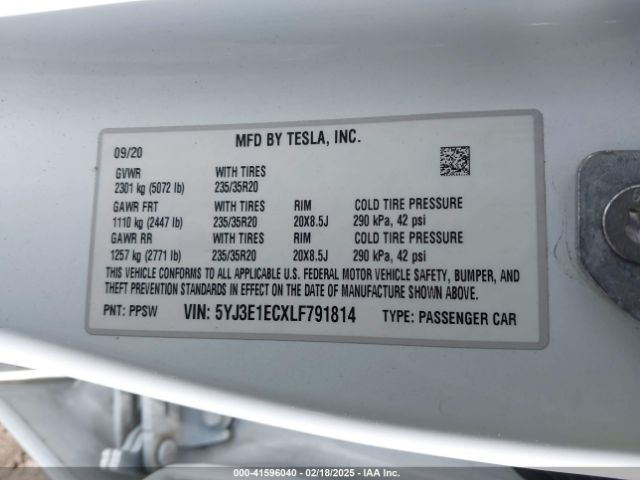 MFD BY TESLA, INC.
09/20
GVWR WITH TIRES
2301 kg (5072 lb) 235/35R20
GAWR FRT WITH TIRES RIM COLD TIRE PRESSURE
1110 kg (2447 lb) 235/35R20 20X8.5J 290 kPa, 42 psi
GAWR RR WITH TIRES RIM COLD TIRE PRESSURE
1257 kg (2771 lb) 235/35R20 20X8.5J 290 kPa, 42 psi
THIS VEHICLE CONFORMS TO ALL APPLICABLE U.S. FEDERAL MOTOR VEHICLE SAFETY, BUMPER, AND
THEFT PREVENTION STANDARDS IN EFFECT ON THE DATE OF MANUFACTURE SHOWN ABOVE.
PNT: PPSW VIN: 5YJ3E1ECXLF791814 TYPE: PASSENGER CAR
000-41596040 - 02/18/2025 - IAA Inc.